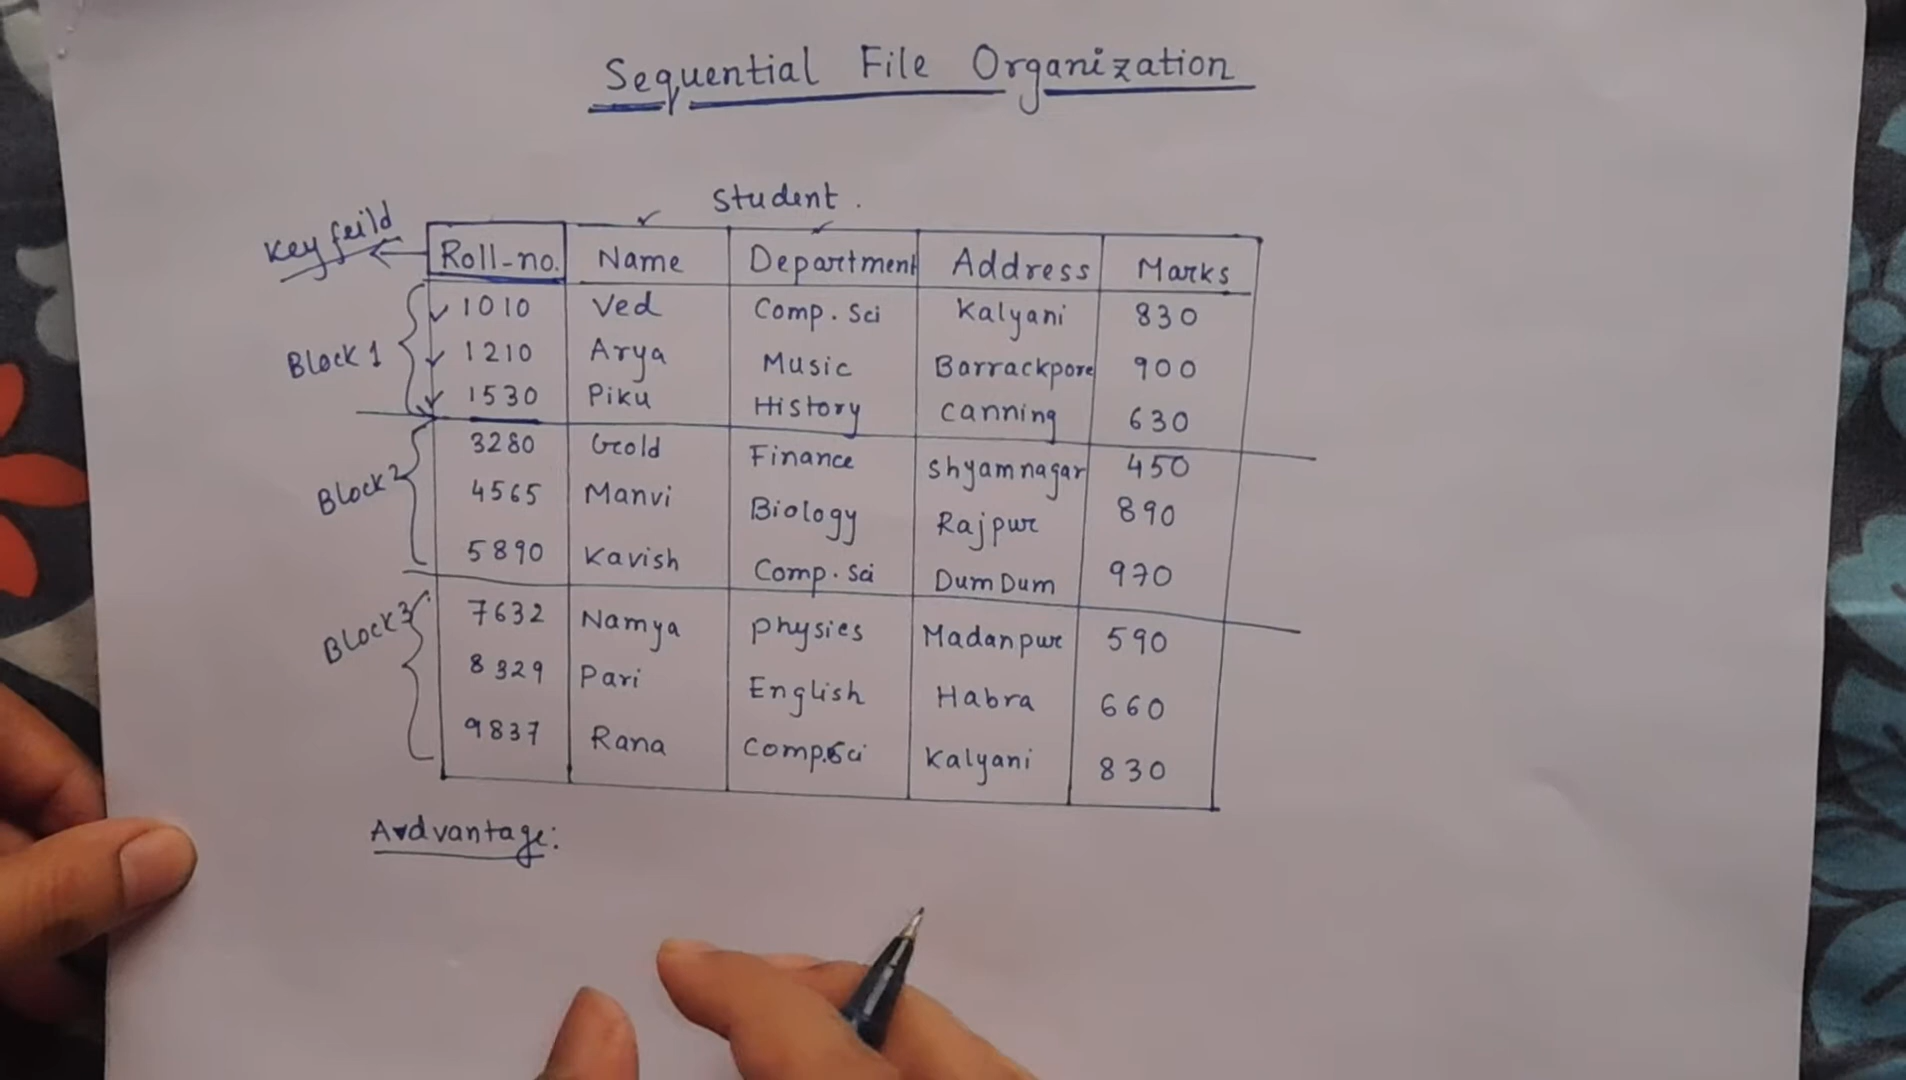 Sequential File Organization
Student.
Key feild
Roll-no. Name Department Address Marks
Block 1
1010 Ved Comp. Sci Kalyani 830
1210 Arya Music Barrackpore 900
1530 Piku History Canning 630
Block 2
3280 Gold Finance Shyamnagar 450
4565 Manvi Biology Rajpur 890
5890 Kavish Comp. Sci DumDum 970
Block 3
7632 Namya Physics Madanpur 590
8329 Pari English Habra 660
9837 Rana Comp.Sci Kalyani 830
Advantage: